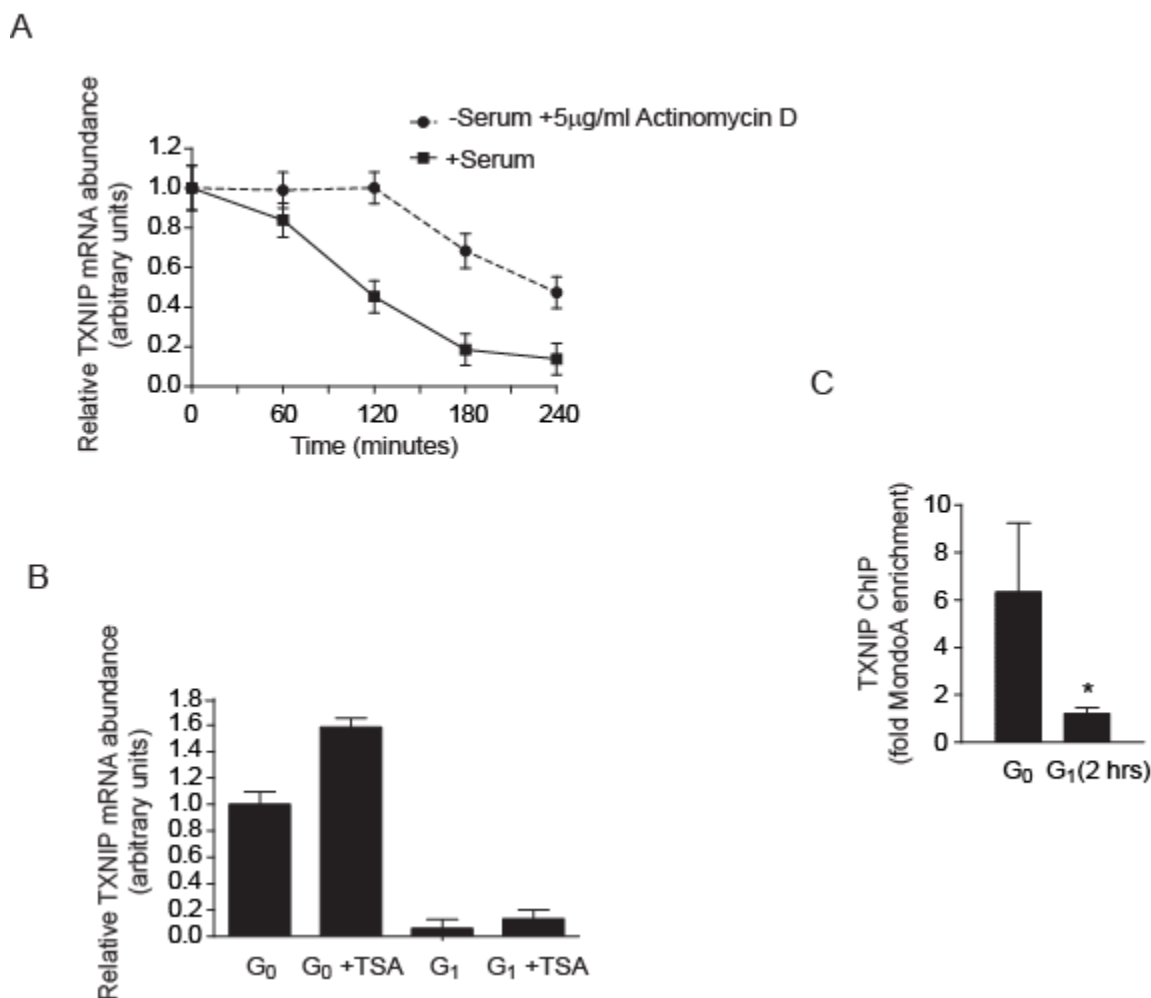 A
Relative TXNIP mRNA abundance
(arbitrary units)
-Serum +5μg/ml Actinomycin D
+Serum
1.2
1.0
0.8
0.6
0.4
0.2
0.0
0 60 120 180 240
Time (minutes)
B
Relative TXNIP mRNA abundance
(arbitrary units)
1.8
1.6
1.4
1.2
1.0
0.8
0.6
0.4
0.2
0.0
G₀ G₀ +TSA G₁ G₁ +TSA
C
TXNIP ChIP
(fold MondoA enrichment)
10
8
6
4
2
0
*
G₀ G₁(2 hrs)